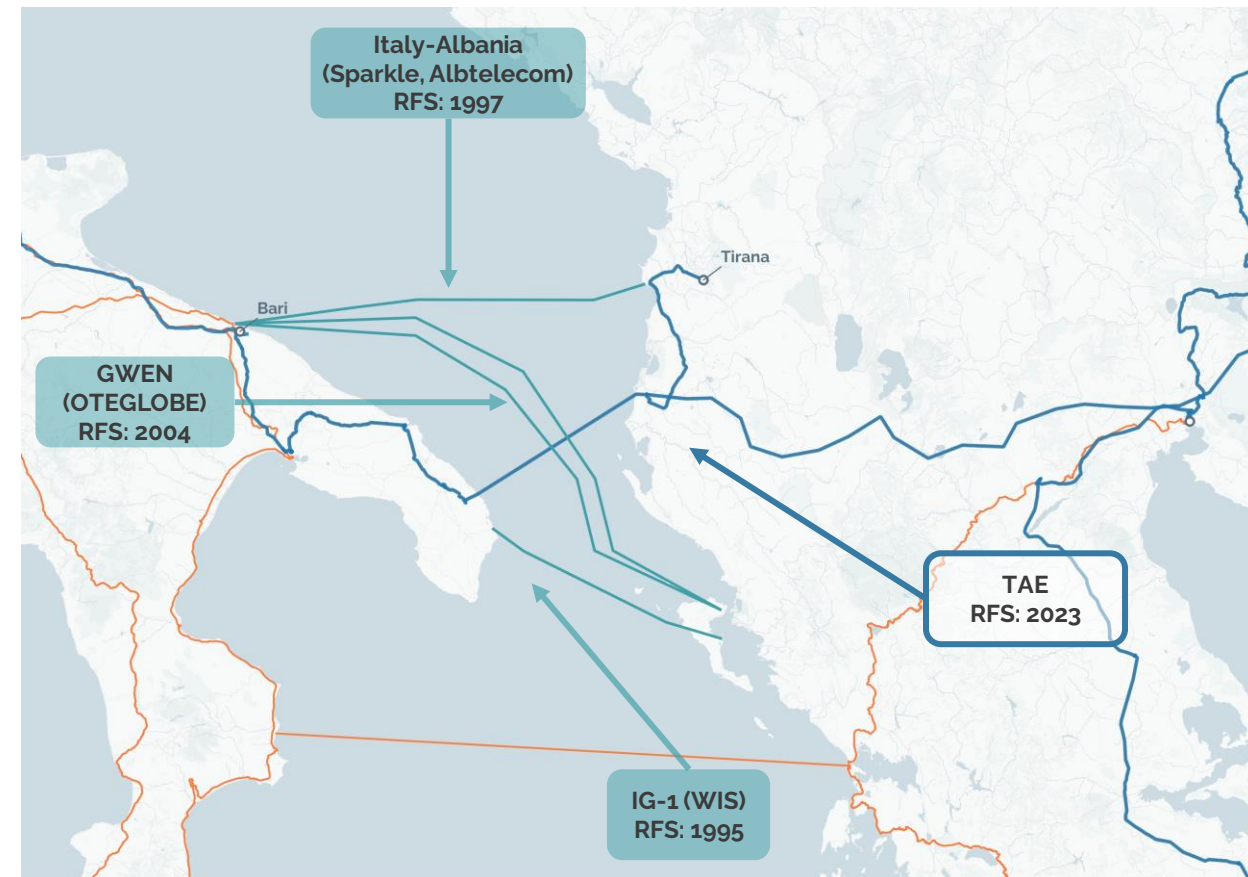 Italy-Albania
(Sparkle, Albtelecom)
RFS: 1997
Tirana
Bari
GWEN
(OTEGLOBE)
RFS: 2004
TAE
RFS: 2023
IG-1 (WIS)
RFS: 1995